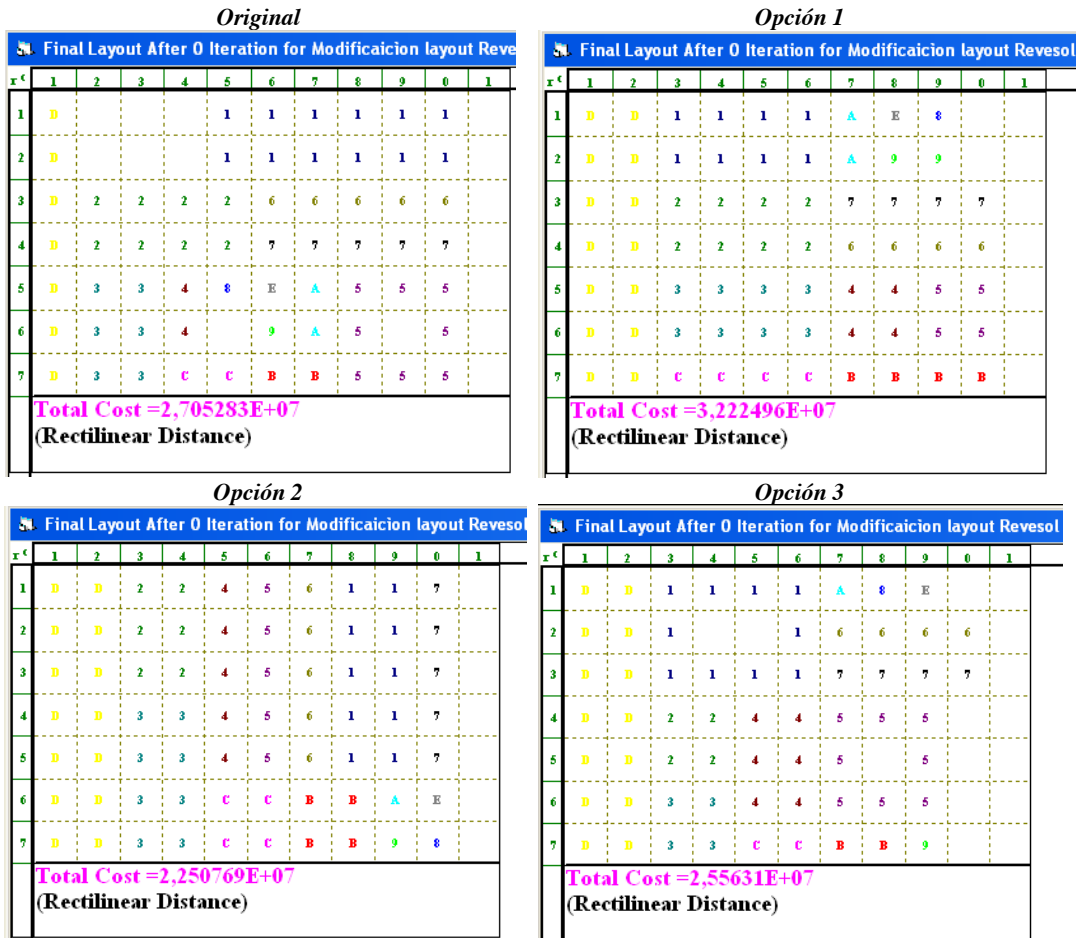 Original
Final Layout After 0 Iteration for Modificaicion layout Reve
r c 1 2 3 4 5 6 7 8 9 0 1
1 D 1 1 1 1 1 1
2 D 1 1 1 1 1 1
3 D 2 2 2 2 6 6 6 6 6
4 D 2 2 2 2 7 7 7 7 7
5 D 3 3 4 8 E A 5 5 5
6 D 3 3 4 9 A 5 5
7 D 3 3 C C B B 5 5 5
Total Cost =2,705283E+07
(Rectilinear Distance)
Opción 1
Final Layout After 0 Iteration for Modificaicion layout Revesol
r c 1 2 3 4 5 6 7 8 9 0 1
1 D D 1 1 1 1 A E 8
2 D D 1 1 1 1 A 9 9
3 D D 2 2 2 2 7 7 7 7
4 D D 2 2 2 2 6 6 6 6
5 D D 3 3 3 3 4 4 5 5
6 D D 3 3 3 3 4 4 5 5
7 D D C C C C B B B B
Total Cost =3,222496E+07
(Rectilinear Distance)
Opción 2
Final Layout After 0 Iteration for Modificaicion layout Revesol
r c 1 2 3 4 5 6 7 8 9 0 1
1 D D 2 2 4 5 6 1 1 7
2 D D 2 2 4 5 6 1 1 7
3 D D 2 2 4 5 6 1 1 7
4 D D 3 3 4 5 6 1 1 7
5 D D 3 3 4 5 6 1 1 7
6 D D 3 3 C C B B A E
7 D D 3 3 C C B B 9 8
Total Cost =2,250769E+07
(Rectilinear Distance)
Opción 3
Final Layout After 0 Iteration for Modificaicion layout Revesol
r c 1 2 3 4 5 6 7 8 9 0 1
1 D D 1 1 1 1 A 8 E
2 D D 1 1 6 6 6 6
3 D D 1 1 1 1 7 7 7 7
4 D D 2 2 4 4 5 5 5
5 D D 2 2 4 4 5 5
6 D D 3 3 4 4 5 5 5
7 D D 3 3 C C B B 9
Total Cost =2,55631E+07
(Rectilinear Distance)